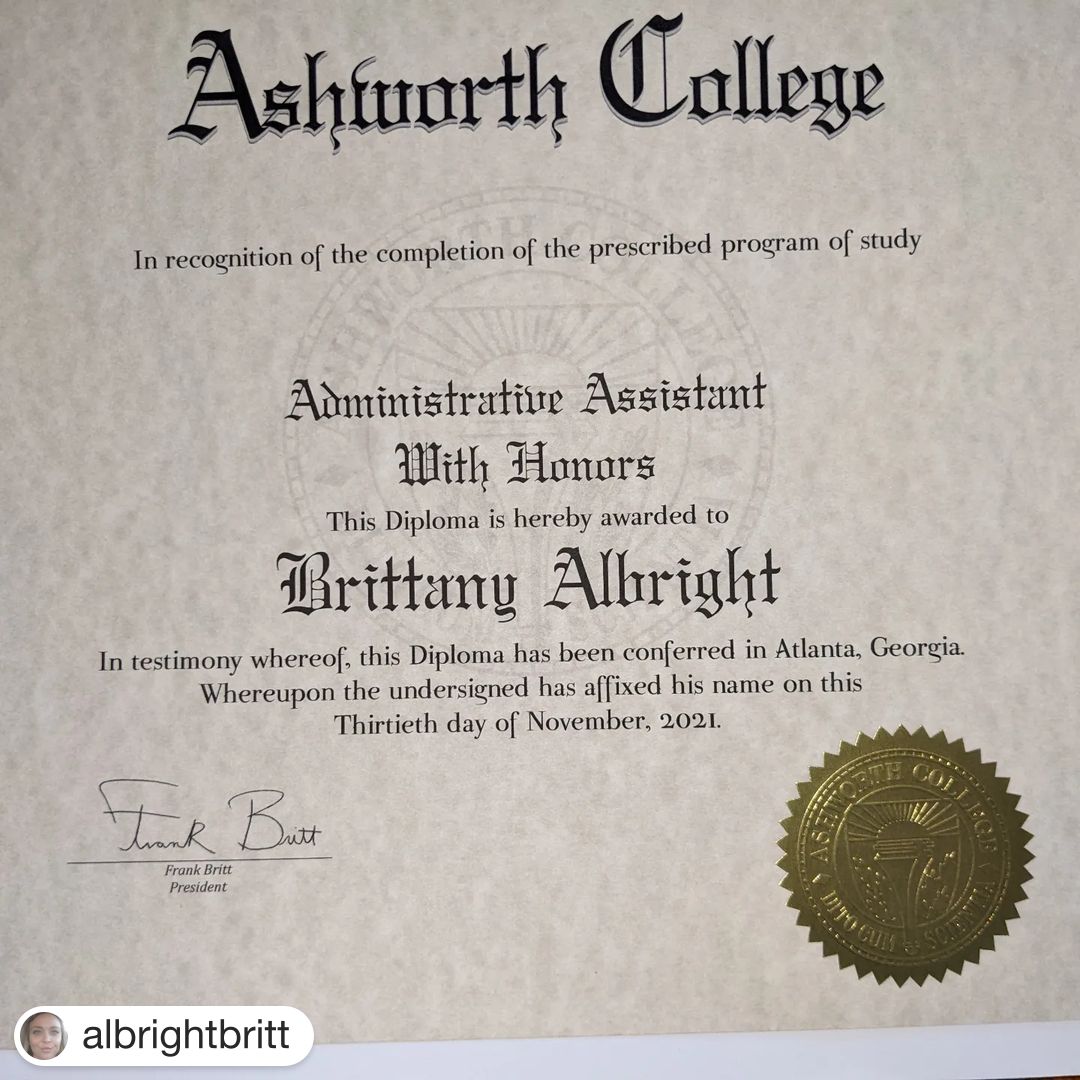 Ashworth College
In recognition of the completion of the prescribed program of study
Administrative Assistant
With Honors
This Diploma is hereby awarded to
Brittany Albright
In testimony whereof, this Diploma has been conferred in Atlanta, Georgia.
Whereupon the undersigned has affixed his name on this
Thirtieth day of November, 2021.
Frank Britt
Frank Britt
President
ASHWORTH COLLEGE
DITO CUM SCIENTIA
albrightbritt